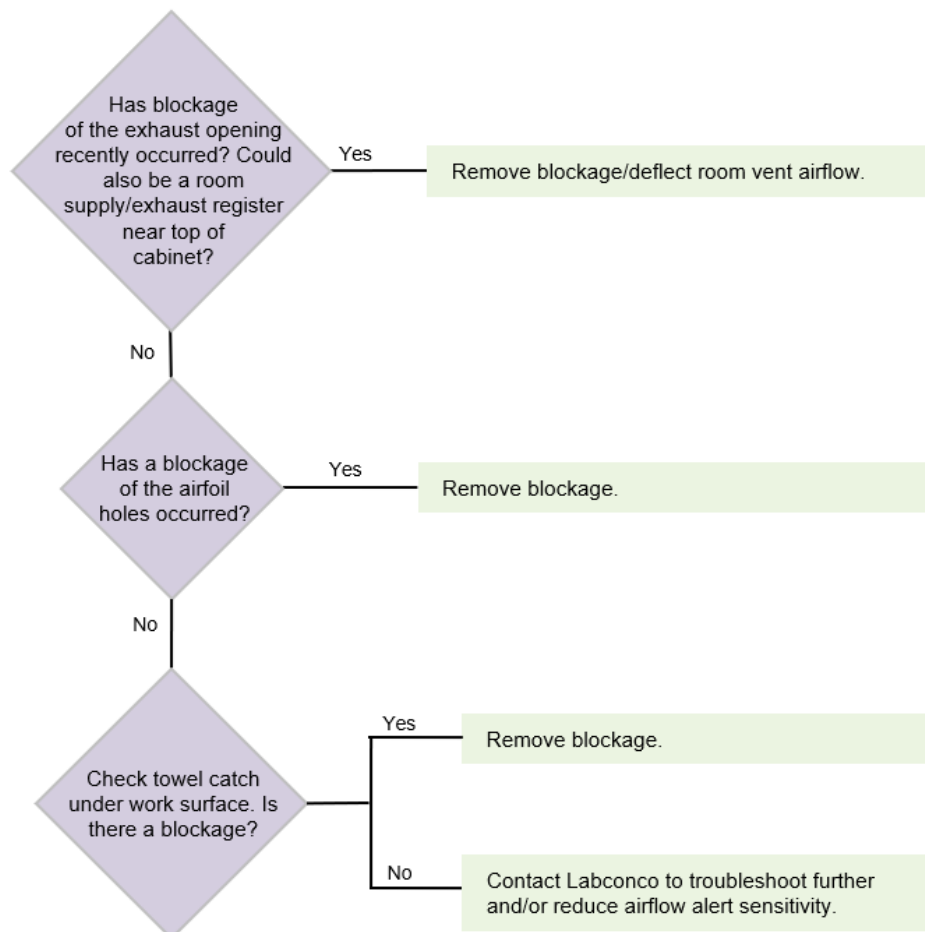 Has blockage
of the exhaust opening
recently occurred? Could
also be a room
supply/exhaust register
near top of
cabinet?
Yes
Remove blockage/deflect room vent airflow.
No
Has a blockage
of the airfoil
holes occurred?
Yes
Remove blockage.
No
Check towel catch
under work surface. Is
there a blockage?
Yes
Remove blockage.
No
Contact Labconco to troubleshoot further
and/or reduce airflow alert sensitivity.